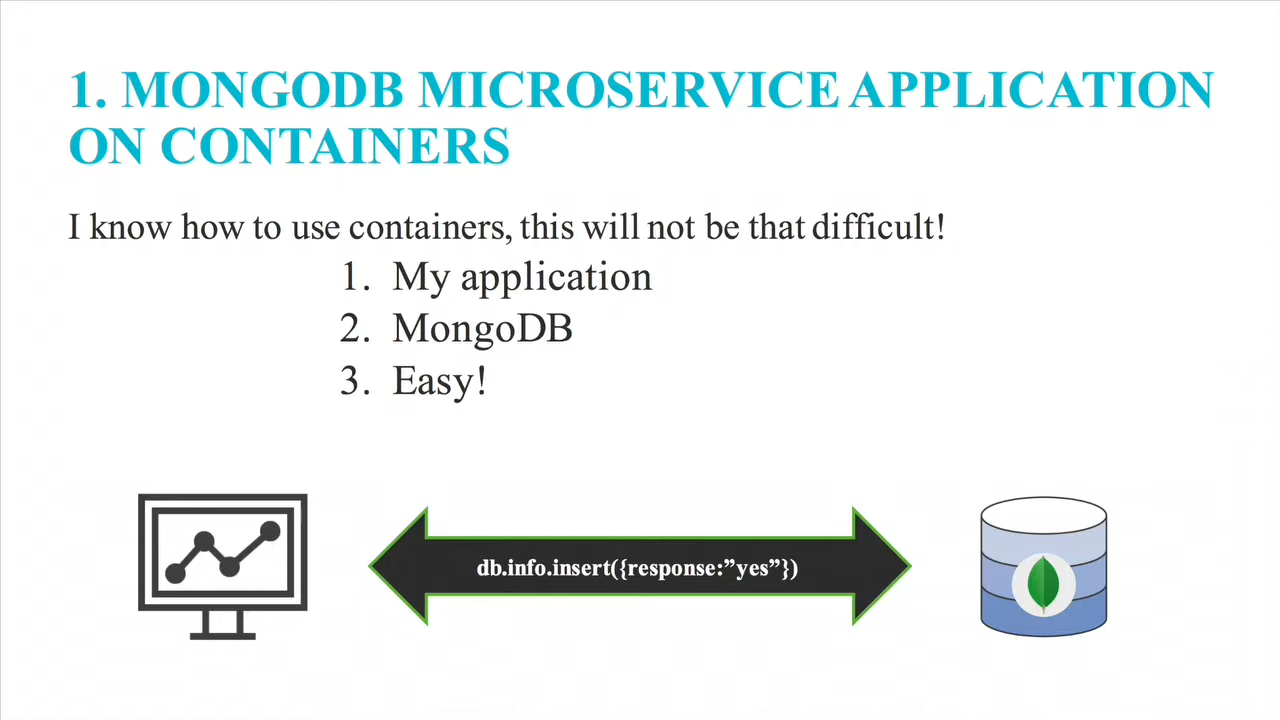 1. MONGODB MICROSERVICE APPLICATION
ON CONTAINERS
I know how to use containers, this will not be that difficult!
1. My application
2. MongoDB
3. Easy!
db.info.insert({response:”yes”})